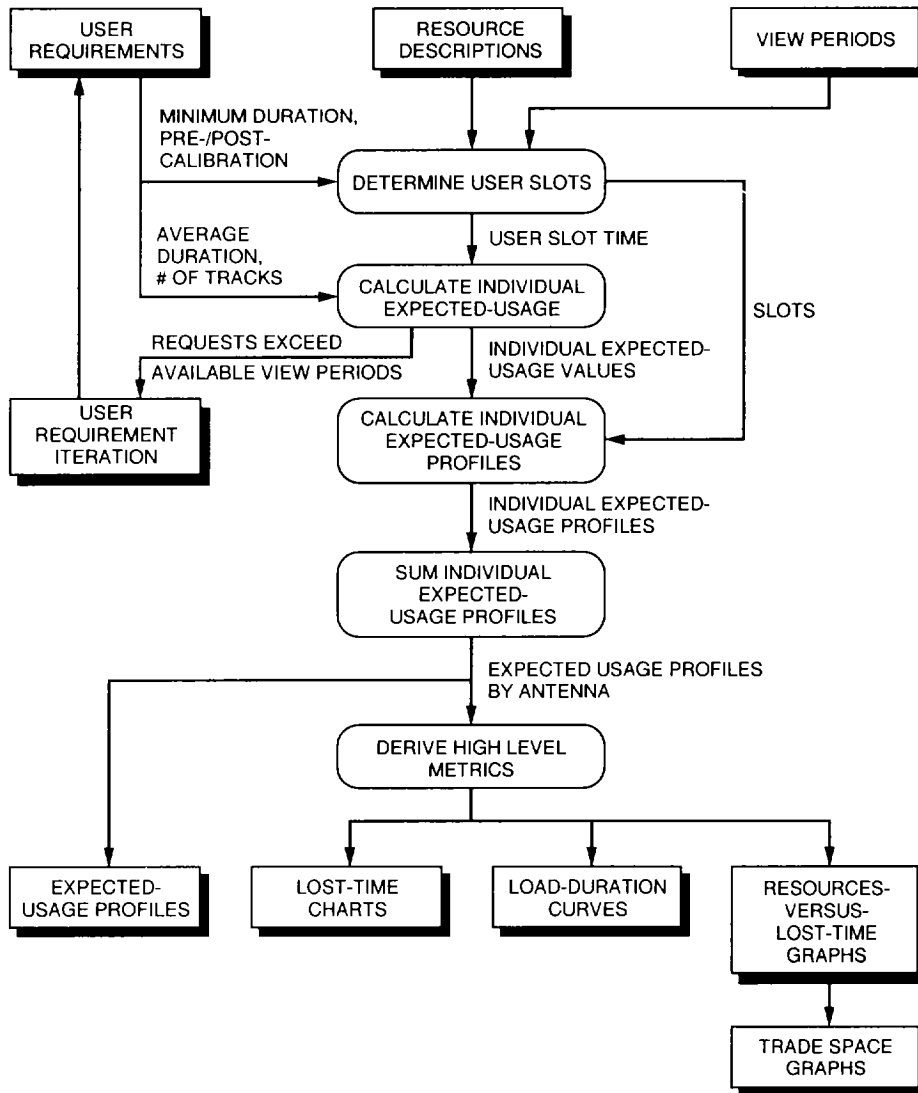 USER
REQUIREMENTS
RESOURCE
DESCRIPTIONS
VIEW PERIODS
MINIMUM DURATION,
PRE-/POST-
CALIBRATION
DETERMINE USER SLOTS
AVERAGE
DURATION,
# OF TRACKS
USER SLOT TIME
CALCULATE INDIVIDUAL
EXPECTED-USAGE
SLOTS
REQUESTS EXCEED
AVAILABLE VIEW PERIODS
INDIVIDUAL EXPECTED-
USAGE VALUES
USER
REQUIREMENT
ITERATION
CALCULATE INDIVIDUAL
EXPECTED-USAGE
PROFILES
INDIVIDUAL EXPECTED-
USAGE PROFILES
SUM INDIVIDUAL
EXPECTED-
USAGE PROFILES
EXPECTED USAGE PROFILES
BY ANTENNA
DERIVE HIGH LEVEL
METRICS
EXPECTED-
USAGE PROFILES
LOST-TIME
CHARTS
LOAD-DURATION
CURVES
RESOURCES-
VERSUS-
LOST-TIME
GRAPHS
TRADE SPACE
GRAPHS